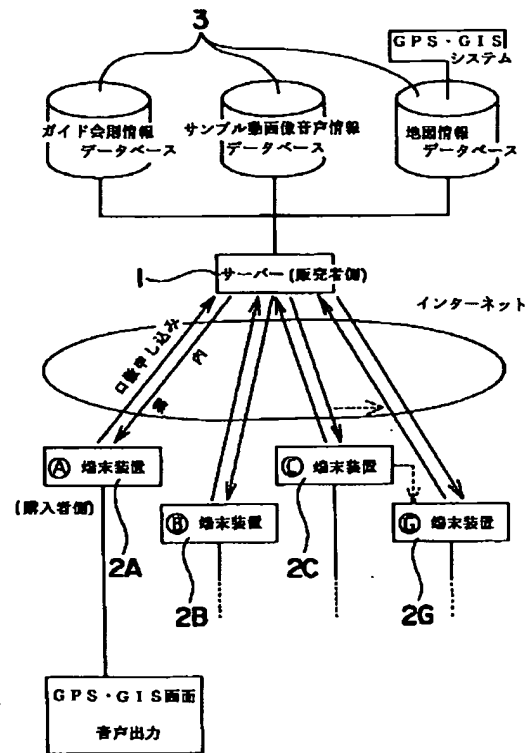 3
GPS・GIS
システム
ガイド会則情報
データベース
サンプル動画像音声情報
データベース
地図情報
データベース
1
サーバー(販売者側)
インターネット
口数申し込み
案内
Ⓐ 端末装置
(購入者側)
2A
Ⓑ 端末装置
2B
Ⓒ 端末装置
2C
Ⓖ 端末装置
2G
GPS・GIS画面
音声出力